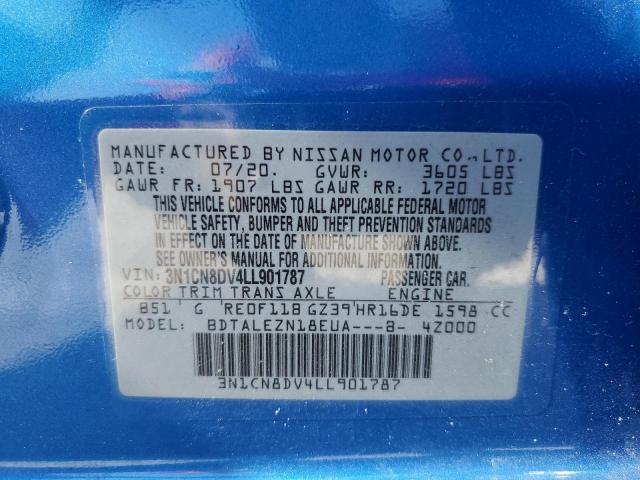 MANUFACTURED BY NISSAN MOTOR CO., LTD.
DATE: 07/20. GVWR: 3605 LBS
GAWR FR: 1907 LBS GAWR RR: 1720 LBS
THIS VEHICLE CONFORMS TO ALL APPLICABLE FEDERAL MOTOR
VEHICLE SAFETY, BUMPER AND THEFT PREVENTION STANDARDS
IN EFFECT ON THE DATE OF MANUFACTURE SHOWN ABOVE.
SEE OWNER'S MANUAL FOR ADDITIONAL INFORMATION.
VIN: 3N1CN8DV4LL901787 PASSENGER CAR.
COLOR TRIM TRANS AXLE ENGINE
B51 G RE0F11B GZ39 HR16DE 1598 CC
MODEL: BDTALEZN18EUA---B- 4Z000
3N1CN8DV4LL901787